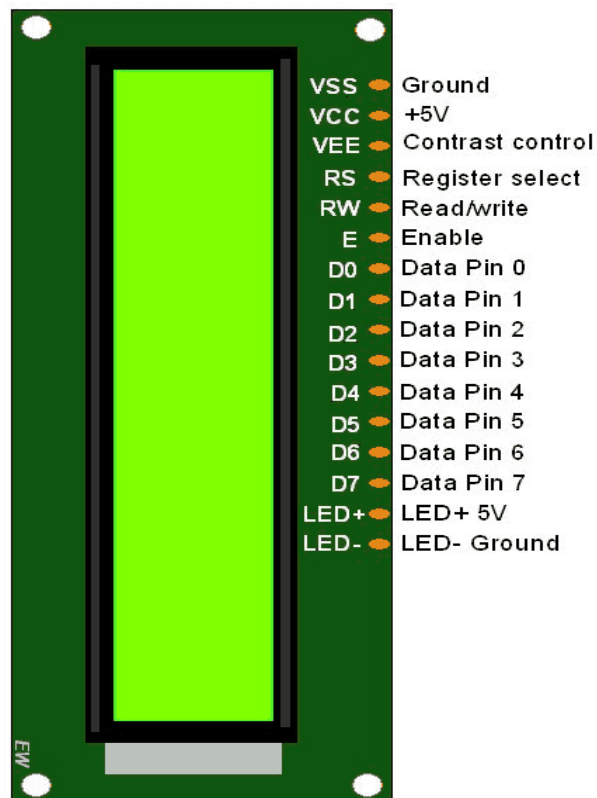 VSS Ground
VCC +5V
VEE Contrast control
RS Register select
RW Read/write
E Enable
D0 Data Pin 0
D1 Data Pin 1
D2 Data Pin 2
D3 Data Pin 3
D4 Data Pin 4
D5 Data Pin 5
D6 Data Pin 6
D7 Data Pin 7
LED+ LED+ 5V
LED- LED- Ground
EW